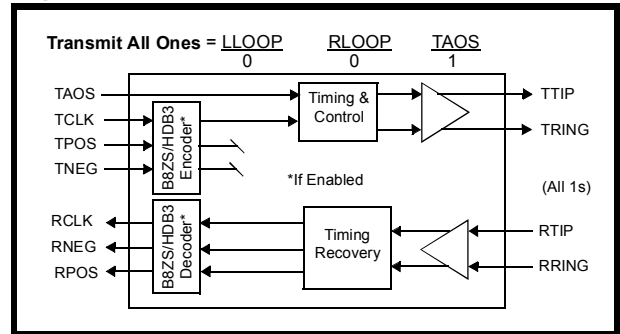 Transmit All Ones = LLOOP RLOOP TAOS
0 0 1
TAOS
TCLK
TPOS
TNEG
B8ZS/HDB3
Encoder*
Timing &
Control
TTIP
TRING
*If Enabled
(All 1s)
RCLK
RNEG
RPOS
B8ZS/HDB3
Decoder*
Timing
Recovery
RTIP
RRING